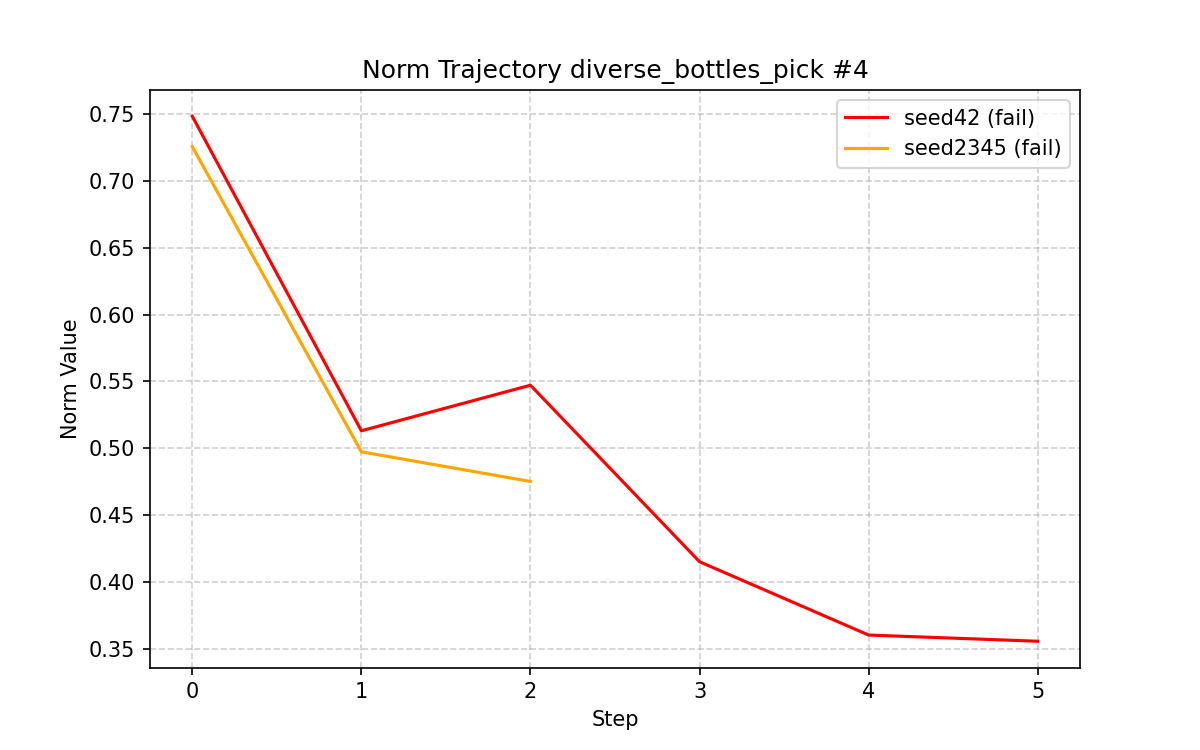 Norm Trajectory diverse_bottles_pick #4
seed42 (fail)
seed2345 (fail)
Norm Value
0.75
0.70
0.65
0.60
0.55
0.50
0.45
0.40
0.35
0 1 2 3 4 5
Step